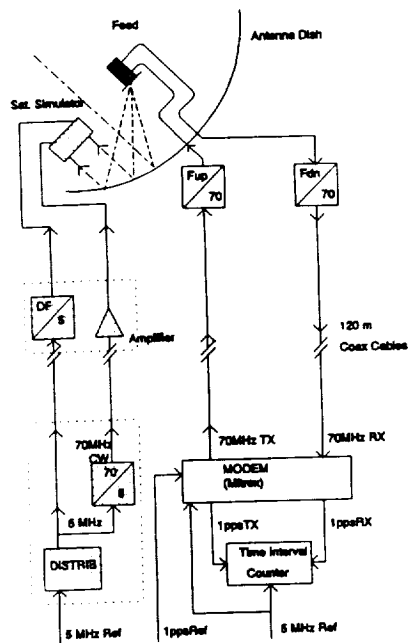 Feed
Antenna Dish
Sat. Simulator
Fup
70
Fdn
70
DF
5
Amplifier
120 m
Coax Cables
70MHz
CW
70MHz TX
70MHz RX
70
5
MODEM
(Mitrex)
5 MHz
1ppsTX
1ppsRX
DISTRIB
Time Interval
Counter
5 MHz Ref
1ppsRef
5 MHz Ref